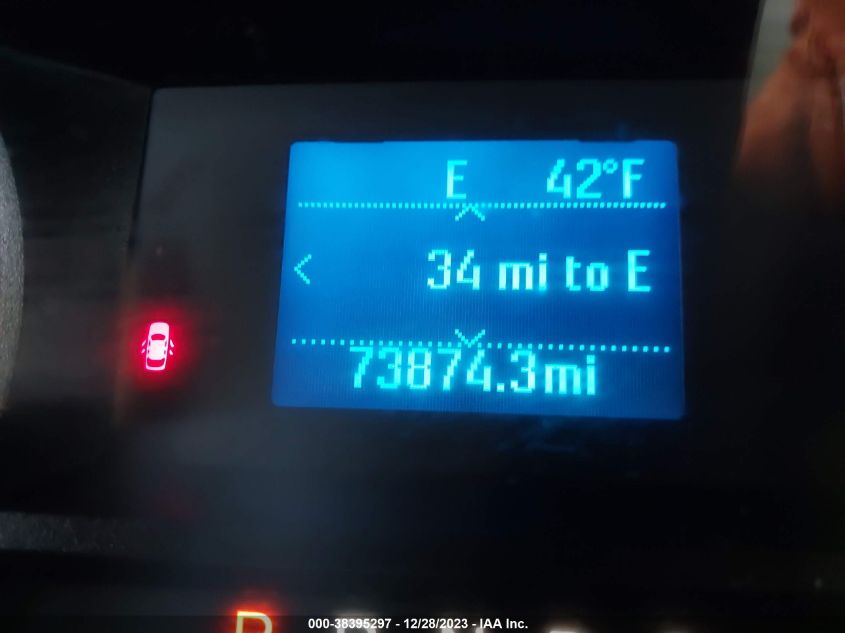 E 42°F
34 mi to E
73874.3mi
000-38395297 - 12/28/2023 - IAA Inc.